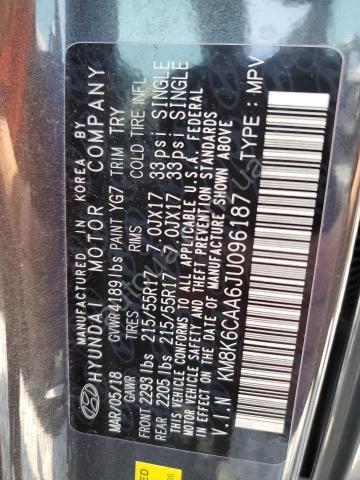 MANUFACTURED IN KOREA BY
HYUNDAI MOTOR COMPANY
MAR/05/18 GVWR 4189lbs PAINT YG7 TRIM TRY
GAWR TIRES RIMS COLD TIRE INFL
FRONT 2293 lbs 215/55R17 7.0JX17 33psi SINGLE
REAR 2205 lbs 215/55R17 7.0JX17 33psi SINGLE
THIS VEHICLE CONFORMS TO ALL APPLICABLE U.S.A. FEDERAL
MOTOR VEHICLE SAFETY AND THEFT PREVENTION STANDARDS
IN EFFECT ON THE DATE OF MANUFACTURE SHOWN ABOVE
V.I.N KM8K6CAA6JU096187 TYPE: MPV